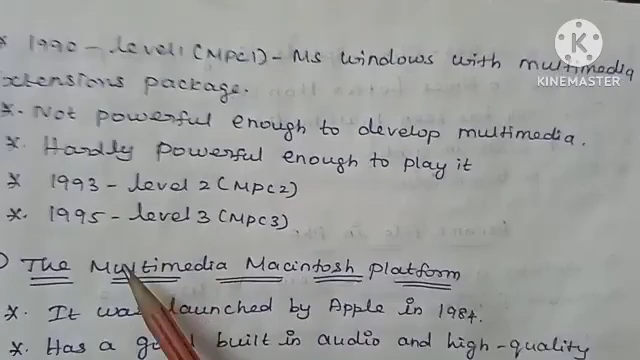 * 1990 - level1 (MPC1) - Ms windows with multimedia
extensions package.
*. Not powerful enough to develop multimedia.
*. Hardly powerful enough to play it
* 1993 - level 2 (MPC2)
*. 1995 - level 3 (MPC3)
) The Multimedia Macintosh platform
*. It was launched by Apple in 1984.
*. Has a good built in audio and high-quality
K
KINEMASTER